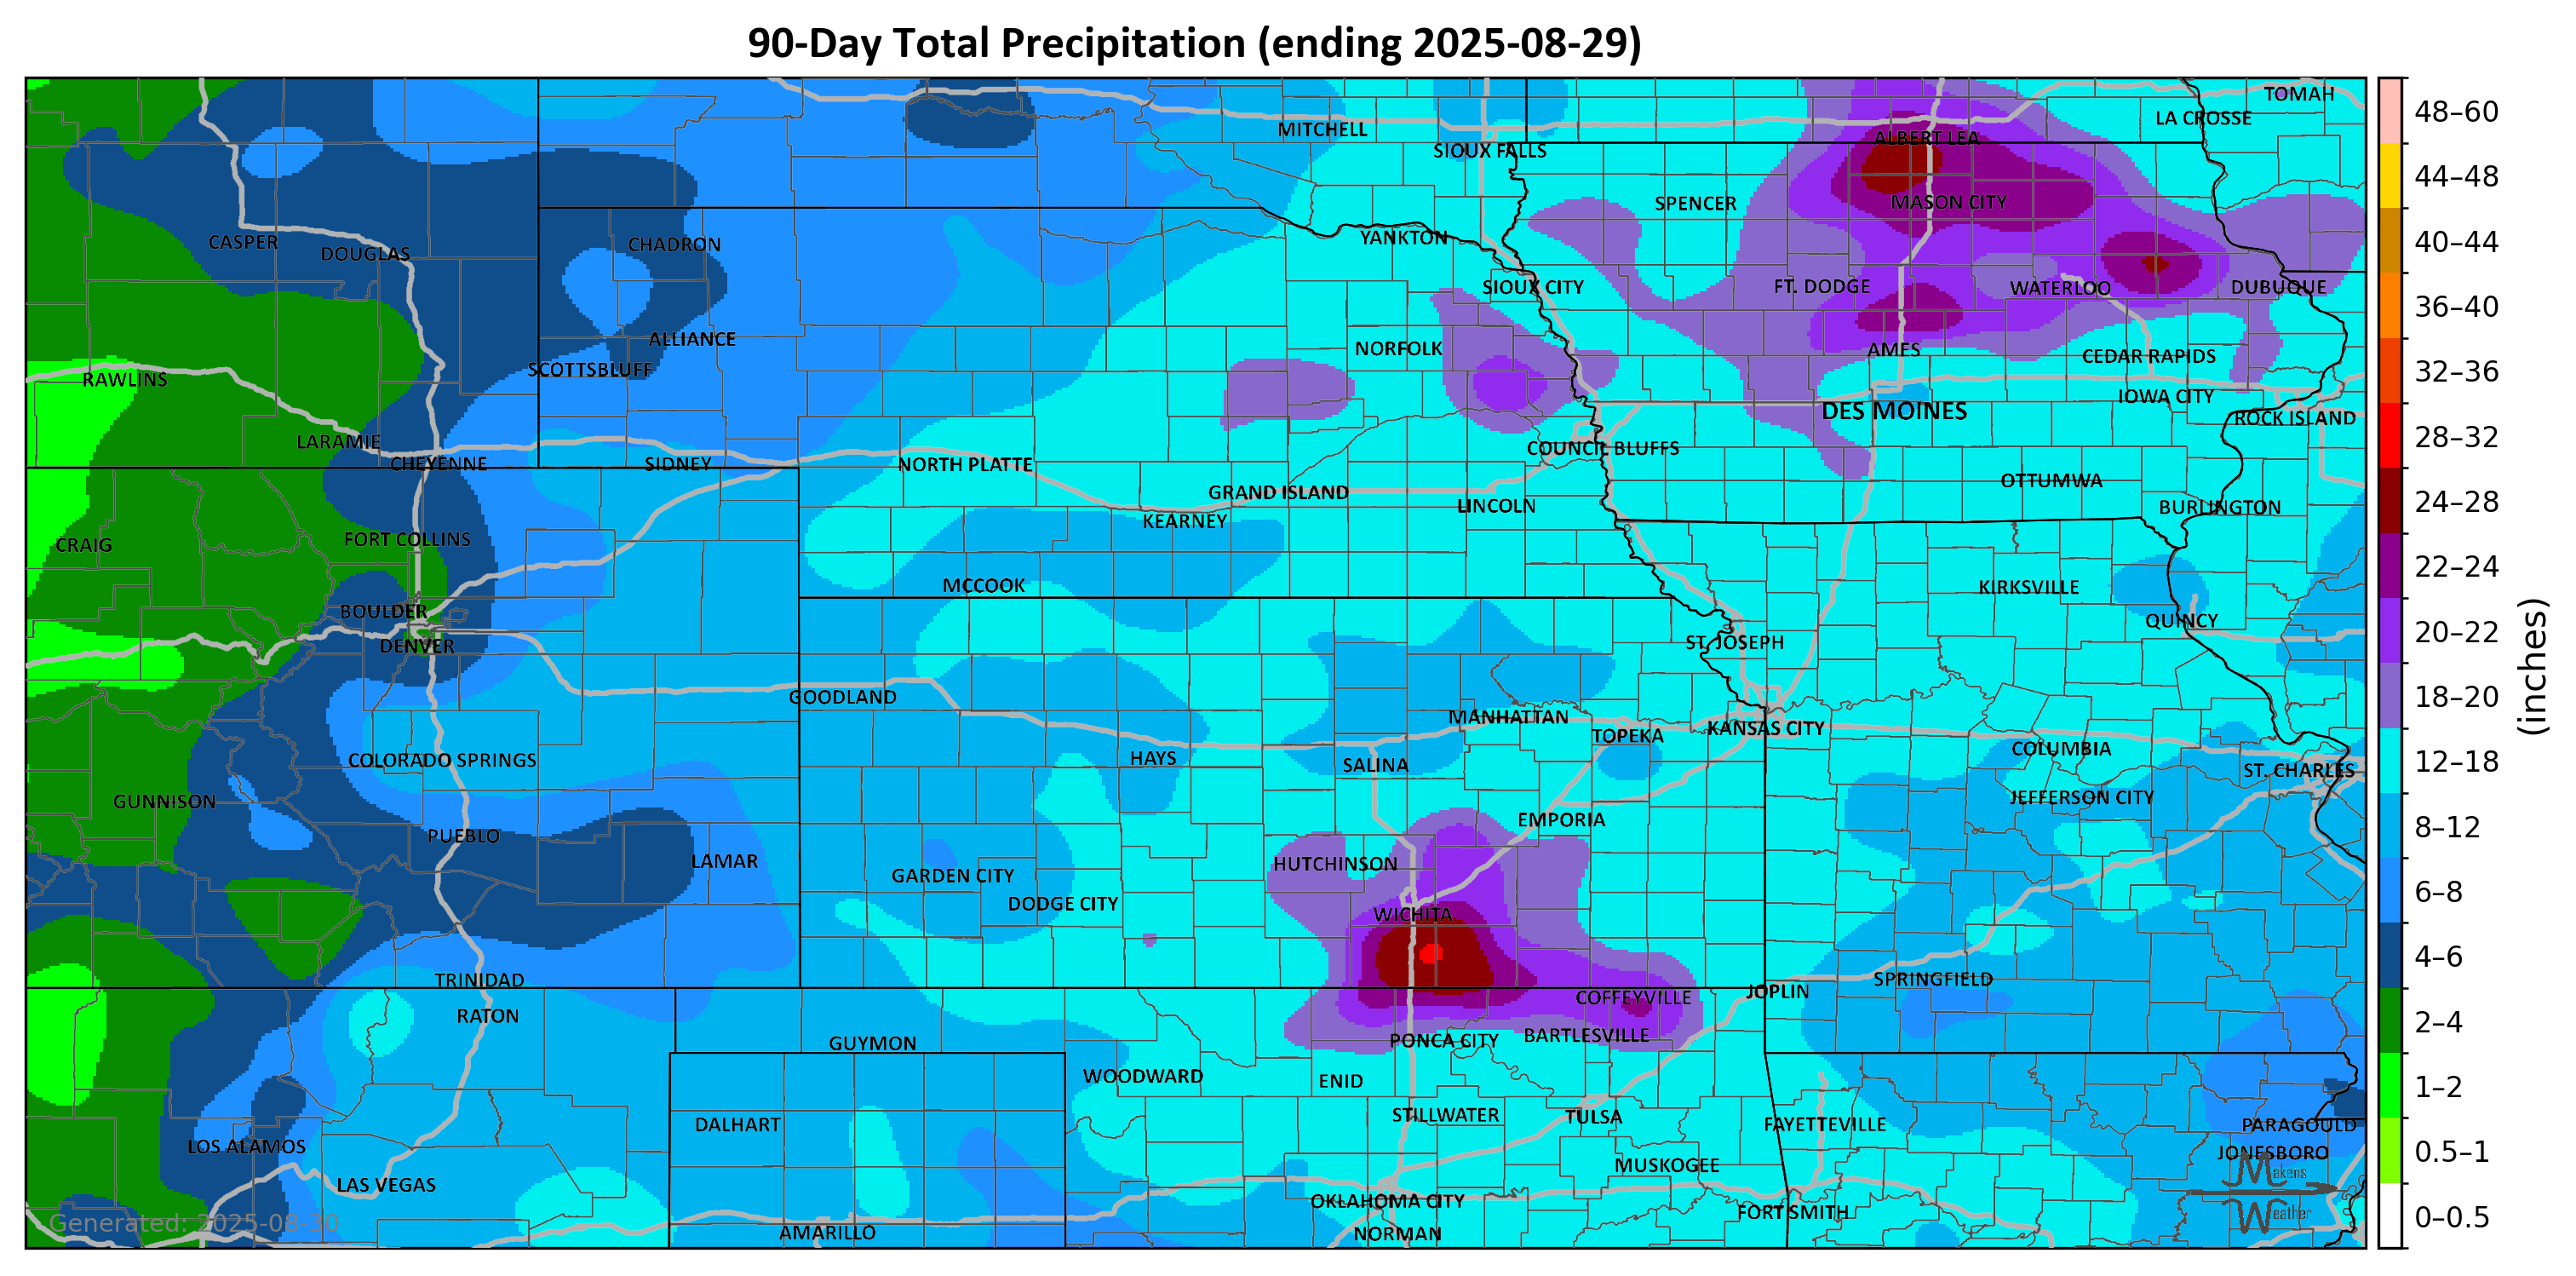 90-Day Total Precipitation (ending 2025-08-29)
TOMAH
LA CROSSE
MITCHELL
ALBERT LEA
SIOUX FALLS
SPENCER
MASON CITY
YANKTON
CASPER
CHADRON
DOUGLAS
SIOUX CITY
FT. DODGE
WATERLOO
DUBUQUE
ALLIANCE
NORFOLK
AMES
CEDAR RAPIDS
SCOTTSBLUFF
RAWLINS
IOWA CITY
DES MOINES
ROCK ISLAND
LARAMIE
COUNCIL BLUFFS
CHEYENNE
SIDNEY
NORTH PLATTE
OTTUMWA
GRAND ISLAND
LINCOLN
BURLINGTON
KEARNEY
CRAIG
FORT COLLINS
MCCOOK
KIRKSVILLE
BOULDER
QUINCY
DENVER
ST. JOSEPH
GOODLAND
MANHATTAN
TOPEKA
KANSAS CITY
COLUMBIA
COLORADO SPRINGS
HAYS
SALINA
ST. CHARLES
GUNNISON
JEFFERSON CITY
EMPORIA
PUEBLO
LAMAR
HUTCHINSON
GARDEN CITY
DODGE CITY
WICHITA
TRINIDAD
SPRINGFIELD
JOPLIN
COFFEYVILLE
RATON
GUYMON
PONCA CITY
BARTLESVILLE
WOODWARD
ENID
DALHART
STILLWATER
TULSA
FAYETTEVILLE
PARAGOULD
LOS ALAMOS
JONESBORO
MUSKOGEE
LAS VEGAS
OKLAHOMA CITY
FORT SMITH
AMARILLO
NORMAN
Generated: 2025-08-30
Makens
Weather
48–60
44–48
40–44
36–40
32–36
28–32
24–28
22–24
20–22
18–20
12–18
8–12
6–8
4–6
2–4
1–2
0.5–1
0–0.5
(inches)